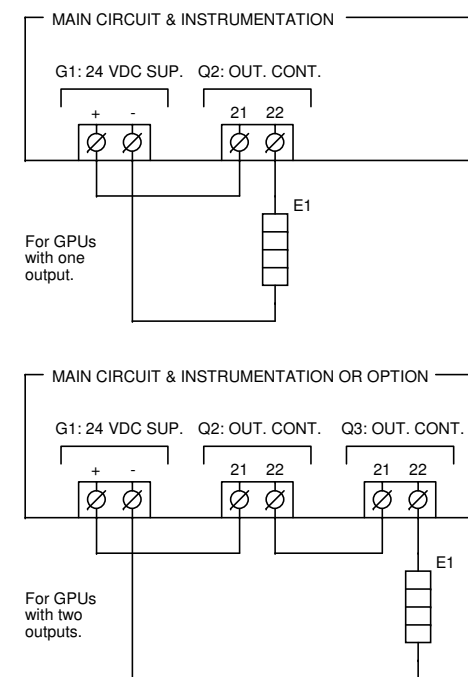 MAIN CIRCUIT & INSTRUMENTATION
G1: 24 VDC SUP. Q2: OUT. CONT.
+ - 21 22
E1
For GPUs
with one
output.
MAIN CIRCUIT & INSTRUMENTATION OR OPTION
G1: 24 VDC SUP. Q2: OUT. CONT. Q3: OUT. CONT.
+ - 21 22 21 22
E1
For GPUs
with two
outputs.